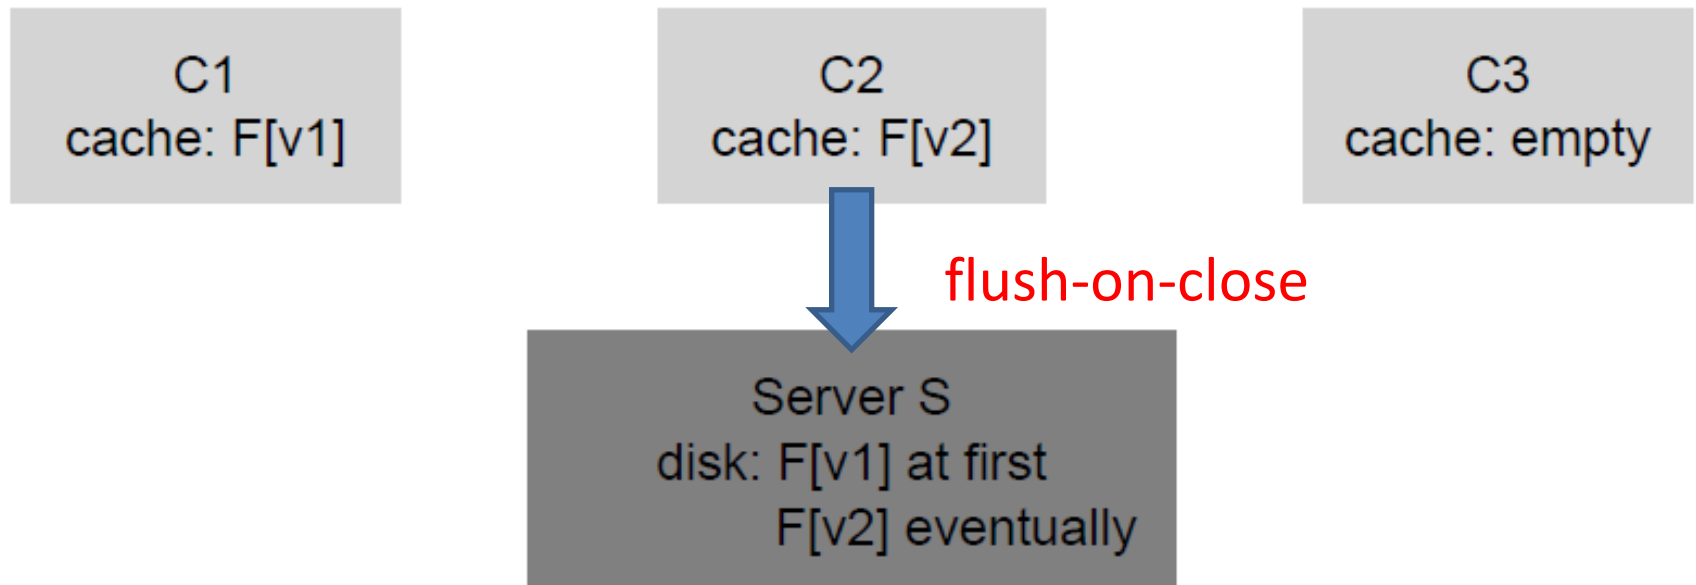 C1
cache: F[v1]
C2
cache: F[v2]
C3
cache: empty
flush-on-close
Server S
disk: F[v1] at first
F[v2] eventually